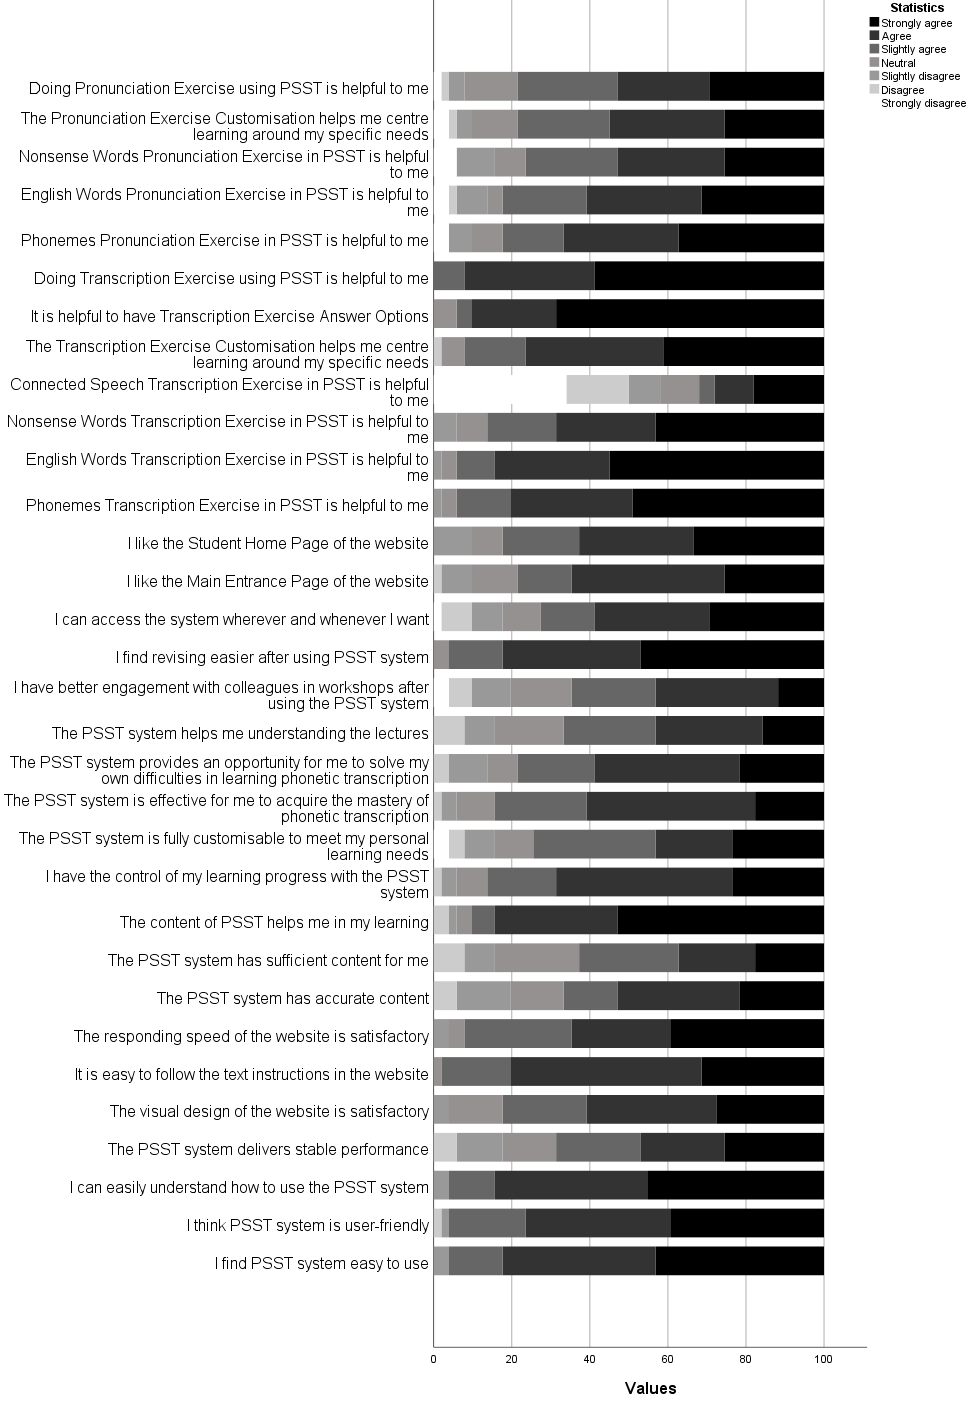 Statistics
Strongly agree
Agree
Slightly agree
Neutral
Slightly disagree
Disagree
Strongly disagree
Doing Pronunciation Exercise using PSST is helpful to me
The Pronunciation Exercise Customisation helps me centre
learning around my specific needs
Nonsense Words Pronunciation Exercise in PSST is helpful
to me
English Words Pronunciation Exercise in PSST is helpful to
me
Phonemes Pronunciation Exercise in PSST is helpful to me
Doing Transcription Exercise using PSST is helpful to me
It is helpful to have Transcription Exercise Answer Options
The Transcription Exercise Customisation helps me centre
learning around my specific needs
Connected Speech Transcription Exercise in PSST is helpful
to me
Nonsense Words Transcription Exercise in PSST is helpful to
me
English Words Transcription Exercise in PSST is helpful to
me
Phonemes Transcription Exercise in PSST is helpful to me
I like the Student Home Page of the website
I like the Main Entrance Page of the website
I can access the system wherever and whenever I want
I find revising easier after using PSST system
I have better engagement with colleagues in workshops after
using the PSST system
The PSST system helps me understanding the lectures
The PSST system provides an opportunity for me to solve my
own difficulties in learning phonetic transcription
The PSST system is effective for me to acquire the mastery of
phonetic transcription
The PSST system is fully customisable to meet my personal
learning needs
I have the control of my learning progress with the PSST
system
The content of PSST helps me in my learning
The PSST system has sufficient content for me
The PSST system has accurate content
The responding speed of the website is satisfactory
It is easy to follow the text instructions in the website
The visual design of the website is satisfactory
The PSST system delivers stable performance
I can easily understand how to use the PSST system
I think PSST system is user-friendly
I find PSST system easy to use
0 20 40 60 80 100
Values